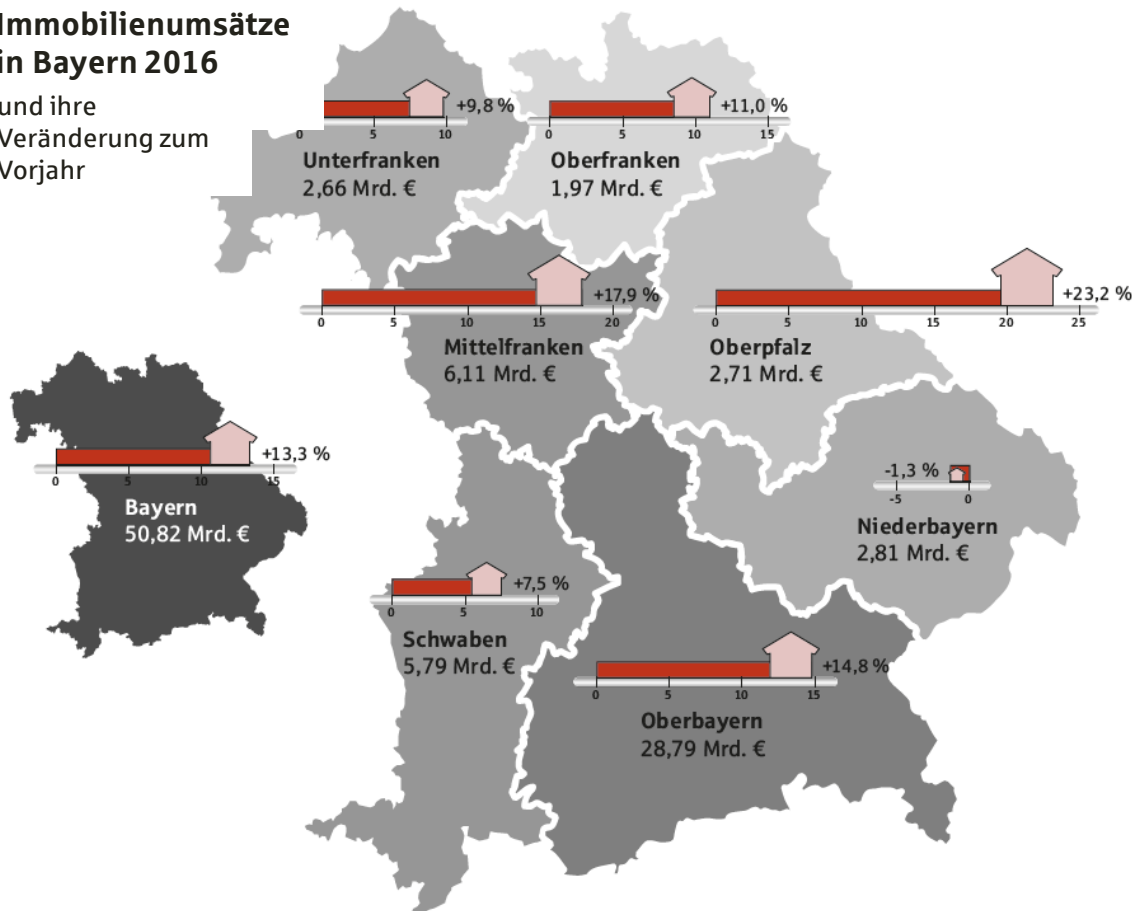 Immobilienumsätze
in Bayern 2016
und ihre
Veränderung zum
Vorjahr
+9,8 %
0 5 10
Unterfranken
2,66 Mrd. €
+11,0 %
0 5 10 15
Oberfranken
1,97 Mrd. €
+17,9 %
0 5 10 15 20
Mittelfranken
6,11 Mrd. €
+23,2 %
0 5 10 15 20 25
Oberpfalz
2,71 Mrd. €
+13,3 %
0 5 10 15
Bayern
50,82 Mrd. €
-1,3 %
-5 0
Niederbayern
2,81 Mrd. €
+7,5 %
0 5 10
Schwaben
5,79 Mrd. €
+14,8 %
0 5 10 15
Oberbayern
28,79 Mrd. €